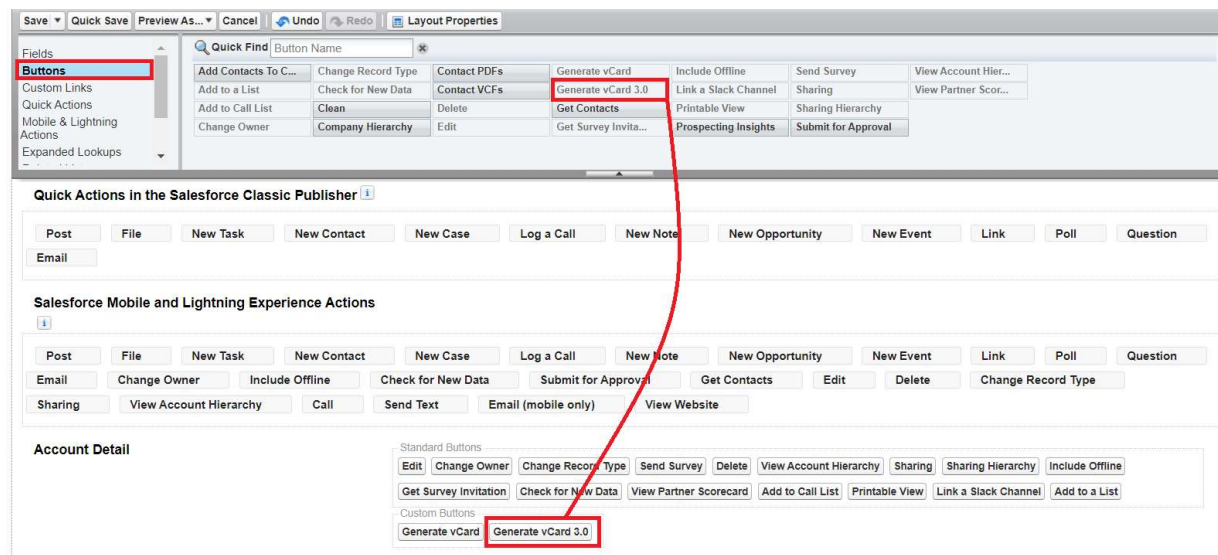 Save Quick Save Preview As... Cancel Undo Redo Layout Properties
Fields
Buttons
Custom Links
Quick Actions
Mobile & Lightning
Actions
Expanded Lookups
Quick Find Button Name
Add Contacts To C... Change Record Type Contact PDFs Generate vCard Include Offline Send Survey View Account Hier...
Add to a List Check for New Data Contact VCFs Generate vCard 3.0 Link a Slack Channel Sharing View Partner Scor...
Add to Call List Clean Delete Get Contacts Printable View Sharing Hierarchy
Change Owner Company Hierarchy Edit Get Survey Invita... Prospecting Insights Submit for Approval
Quick Actions in the Salesforce Classic Publisher i
Post File New Task New Contact New Case Log a Call New Note New Opportunity New Event Link Poll Question
Email
Salesforce Mobile and Lightning Experience Actions
i
Post File New Task New Contact New Case Log a Call New Note New Opportunity New Event Link Poll Question
Email Change Owner Include Offline Check for New Data Submit for Approval Get Contacts Edit Delete Change Record Type
Sharing View Account Hierarchy Call Send Text Email (mobile only) View Website
Account Detail
Standard Buttons
Edit Change Owner Change Record Type Send Survey Delete View Account Hierarchy Sharing Sharing Hierarchy Include Offline
Get Survey Invitation Check for New Data View Partner Scorecard Add to Call List Printable View Link a Slack Channel Add to a List
Custom Buttons
Generate vCard Generate vCard 3.0